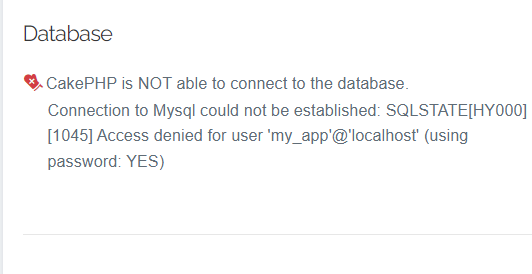 Database
CakePHP is NOT able to connect to the database.
Connection to Mysql could not be established: SQLSTATE[HY000]
[1045] Access denied for user 'my_app'@'localhost' (using
password: YES)